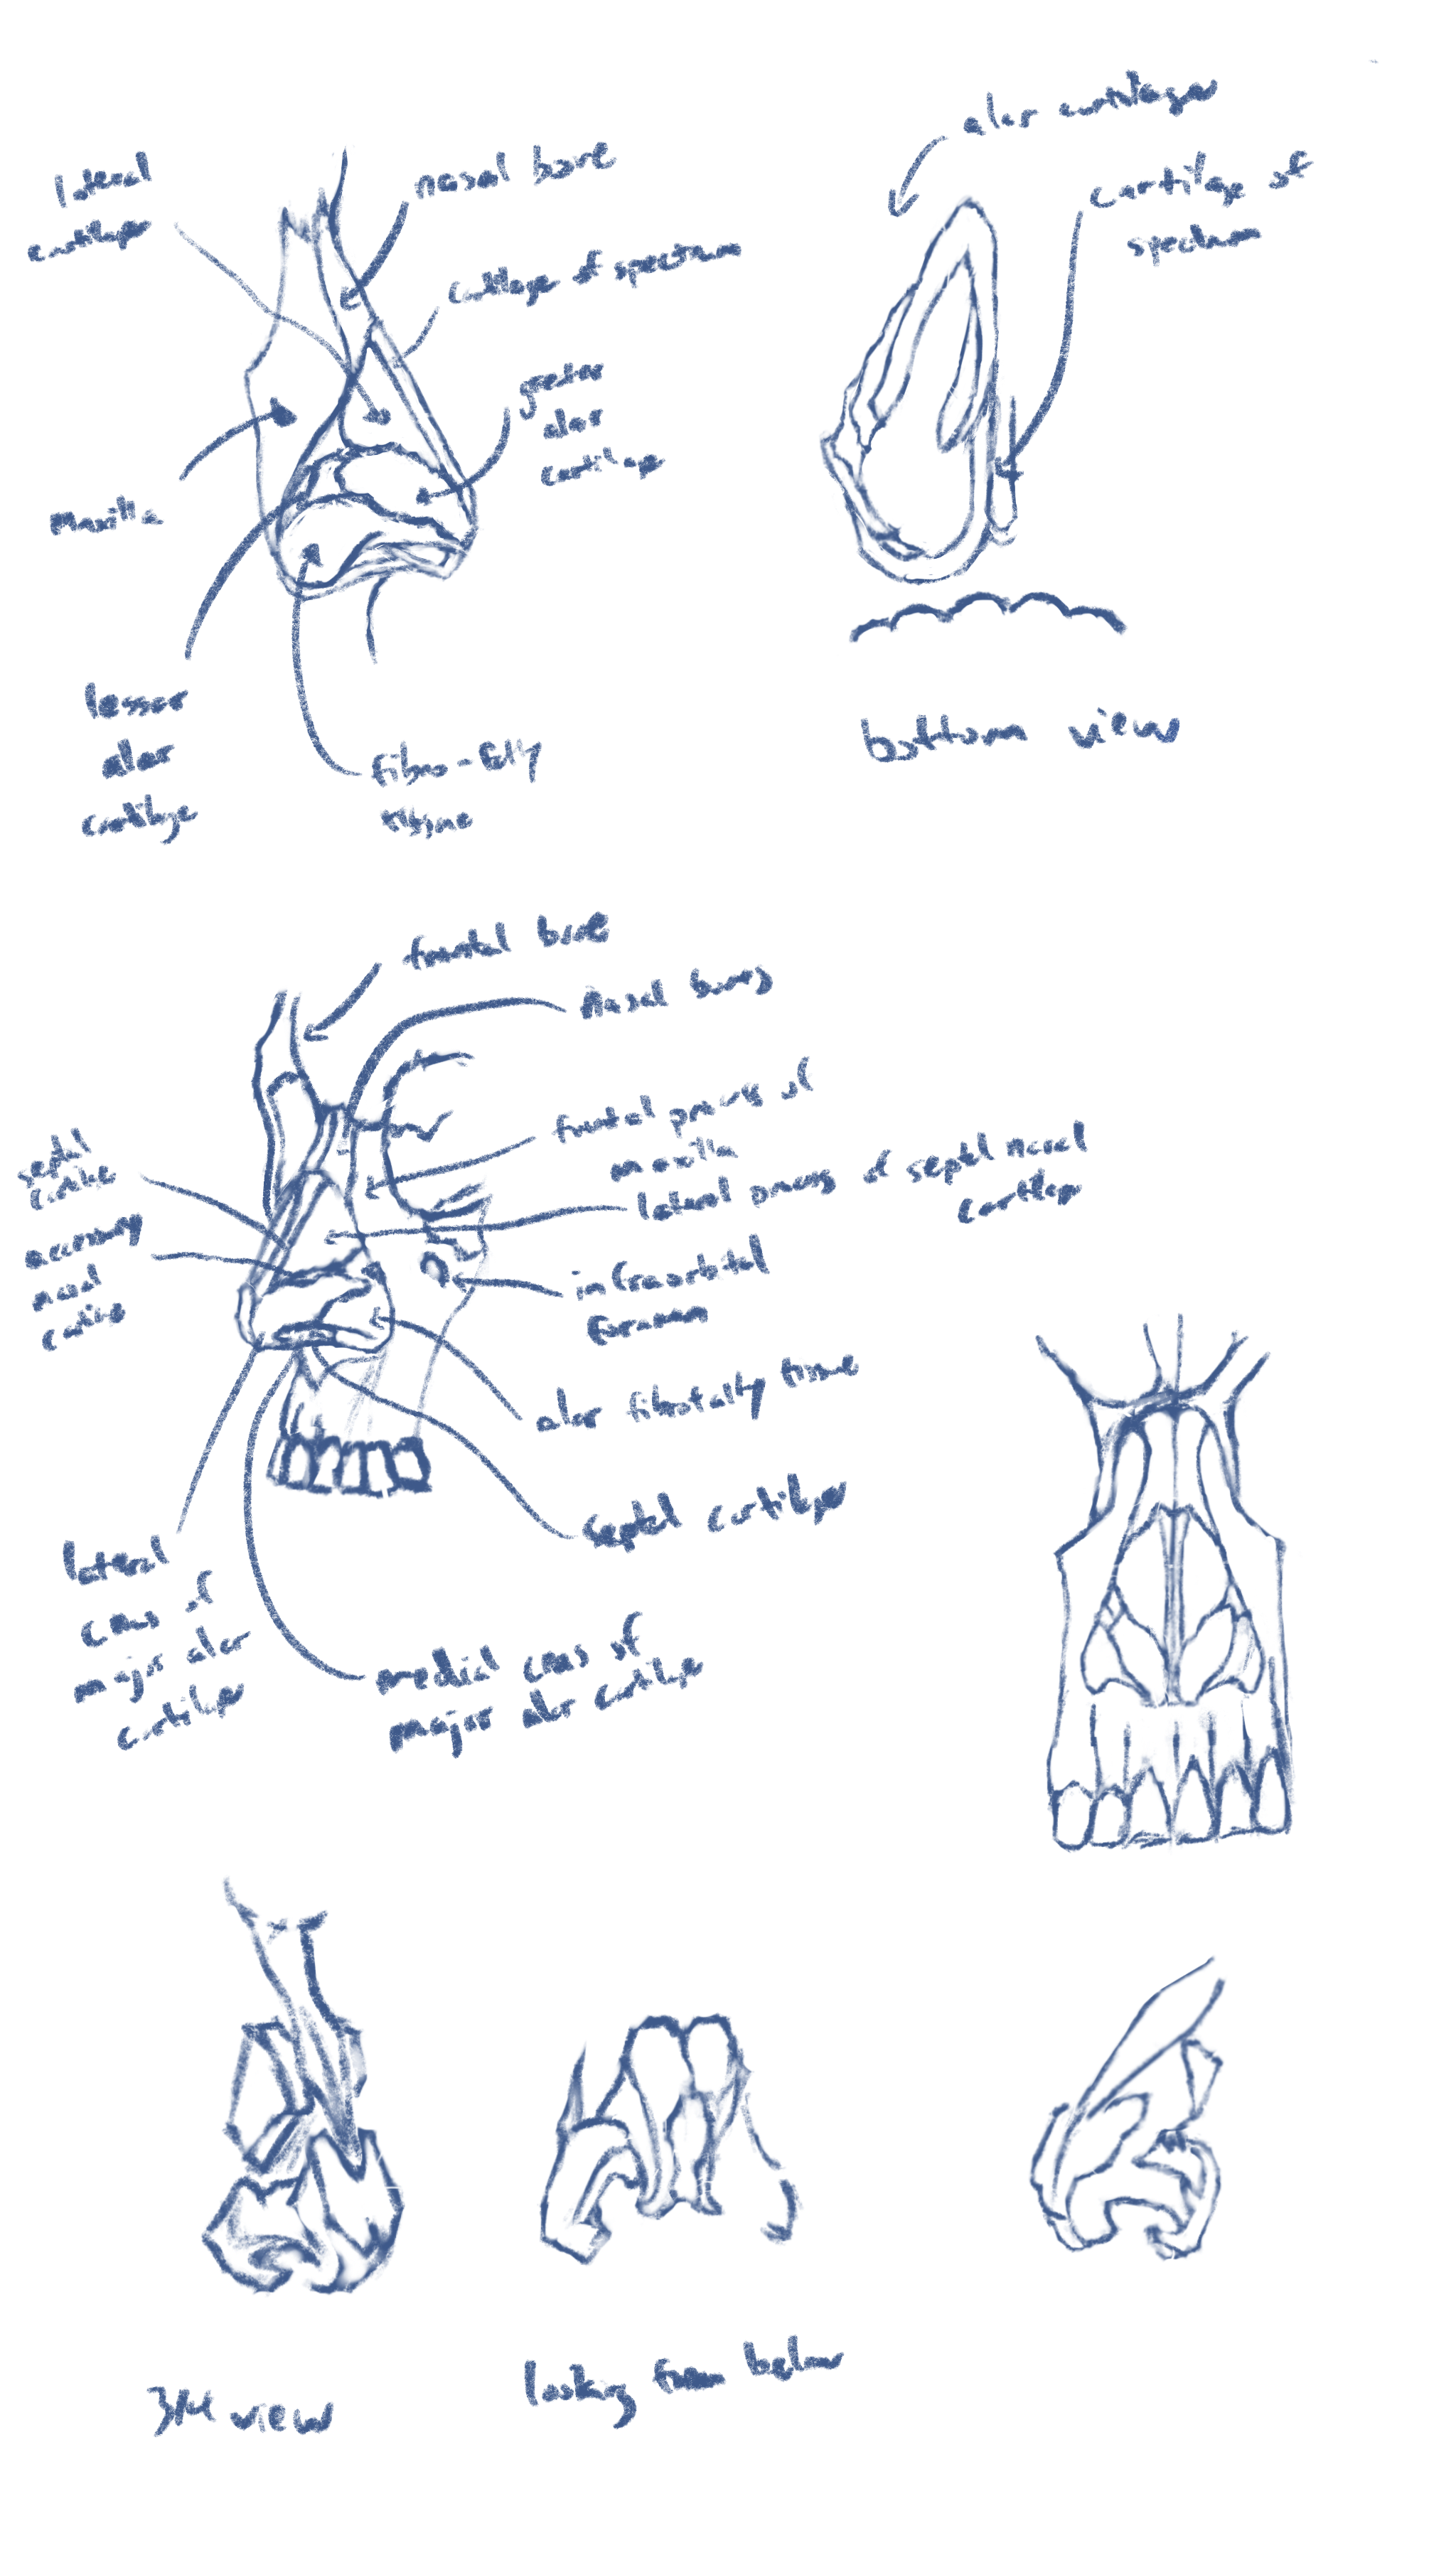 lateral
cartilage
nasal bone
cartilage of spectrum
greater
alar
cartilage
Maxilla
lesser
alar
cartilage
fibro-fatty
tissue
alar cartilage
cartilage of
spectrum
bottom view
frontal bone
Nasal bones
frontal process of
maxilla
lateral process of septal nasal
cartilage
septal
accessory
nasal
infraorbital
foramen
alar fibrofatty tissue
septal cartilage
lateral
crus of
major alar
cartilage
medial crus of
major alar cartilage
3/4 view
looking from below